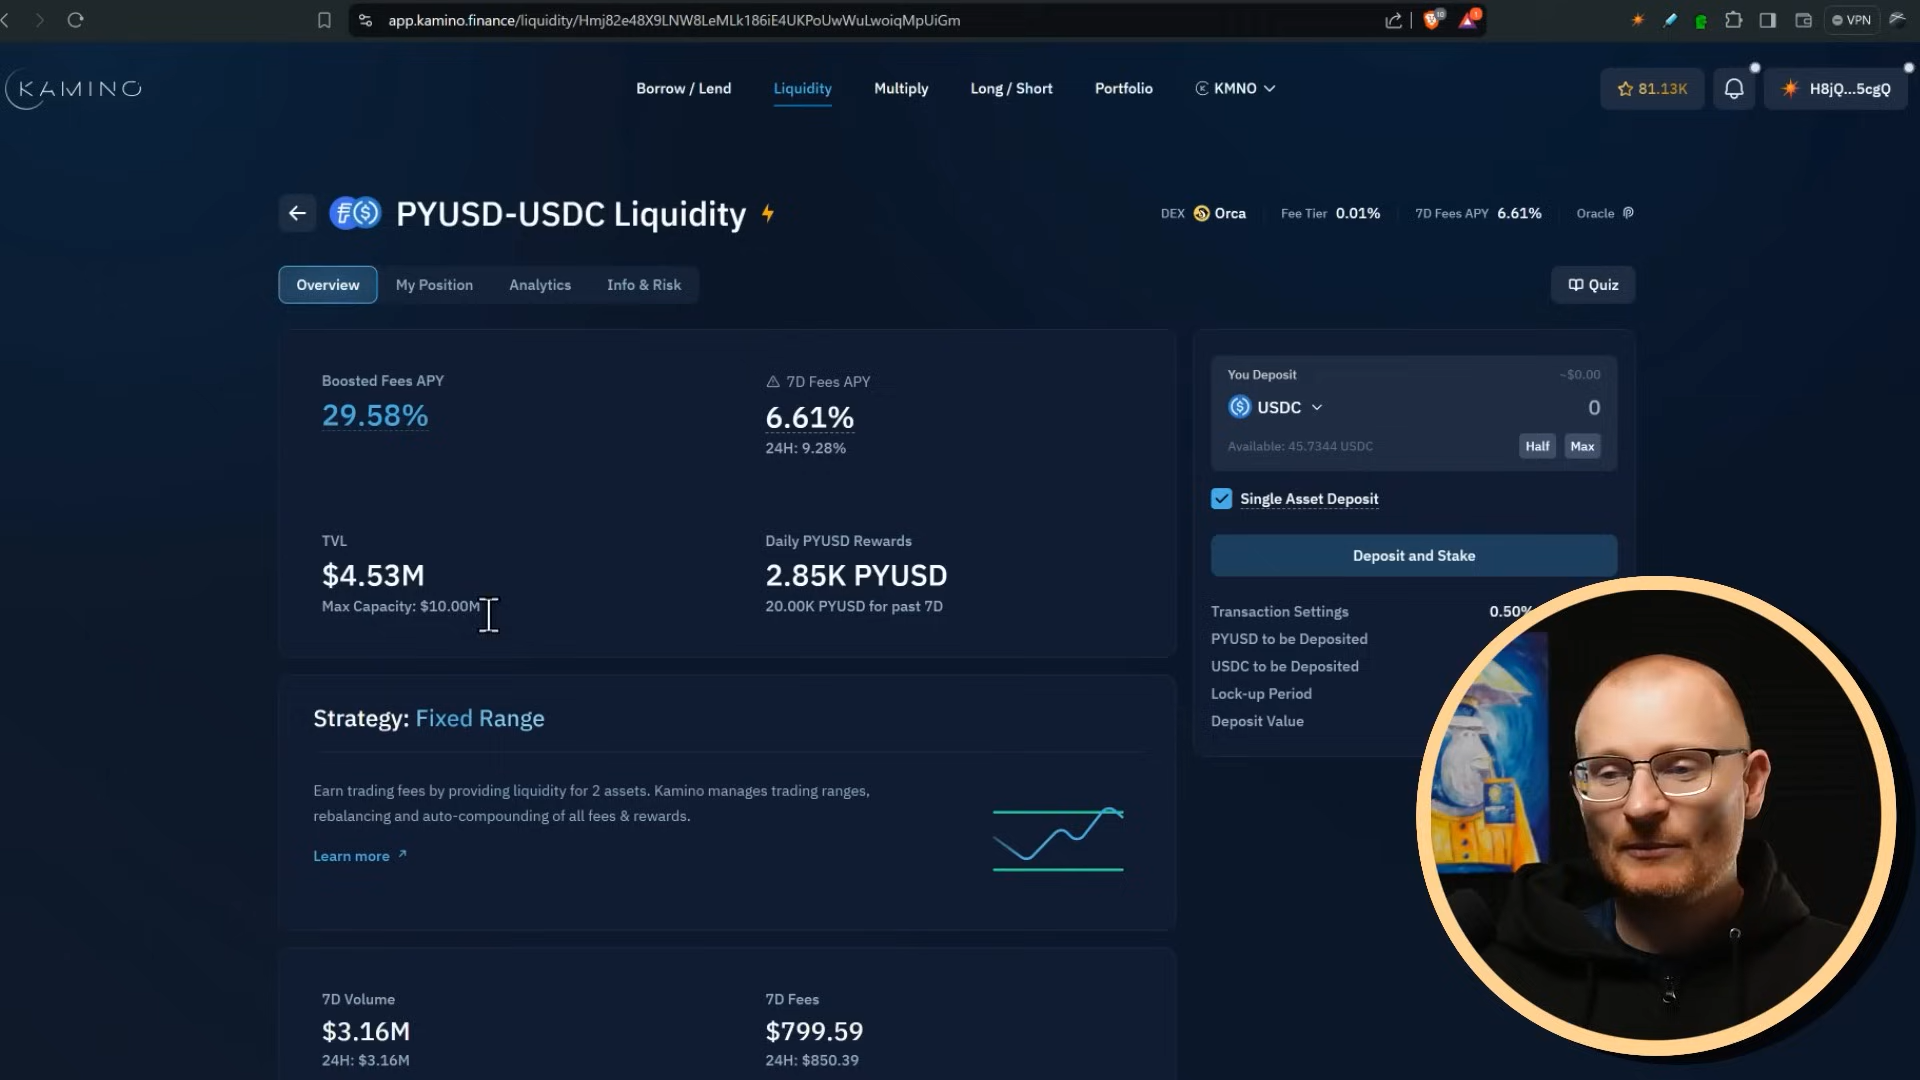 app.kamino.finance/liquidity/Hmj82e48X9LNW8LeMLk186iE4UKPoUwWuLwoiqMpUiGm
VPN
KAMINO
Borrow / Lend
Liquidity
Multiply
Long / Short
Portfolio
KMNO
81.13K
H8jQ...5cgQ
PYUSD-USDC Liquidity
DEX Orca
Fee Tier 0.01%
7D Fees APY 6.61%
Oracle
Overview
My Position
Analytics
Info & Risk
Quiz
Boosted Fees APY
29.58%
7D Fees APY
6.61%
24H: 9.28%
TVL
$4.53M
Max Capacity: $10.00M
Daily PYUSD Rewards
2.85K PYUSD
20.00K PYUSD for past 7D
You Deposit
~$0.00
USDC
0
Available: 45.7344 USDC
Half
Max
Single Asset Deposit
Deposit and Stake
Transaction Settings
0.50%
PYUSD to be Deposited
USDC to be Deposited
Lock-up Period
Deposit Value
Strategy: Fixed Range
Earn trading fees by providing liquidity for 2 assets. Kamino manages trading ranges,
rebalancing and auto-compounding of all fees & rewards.
Learn more
7D Volume
$3.16M
24H: $3.16M
7D Fees
$799.59
24H: $850.39